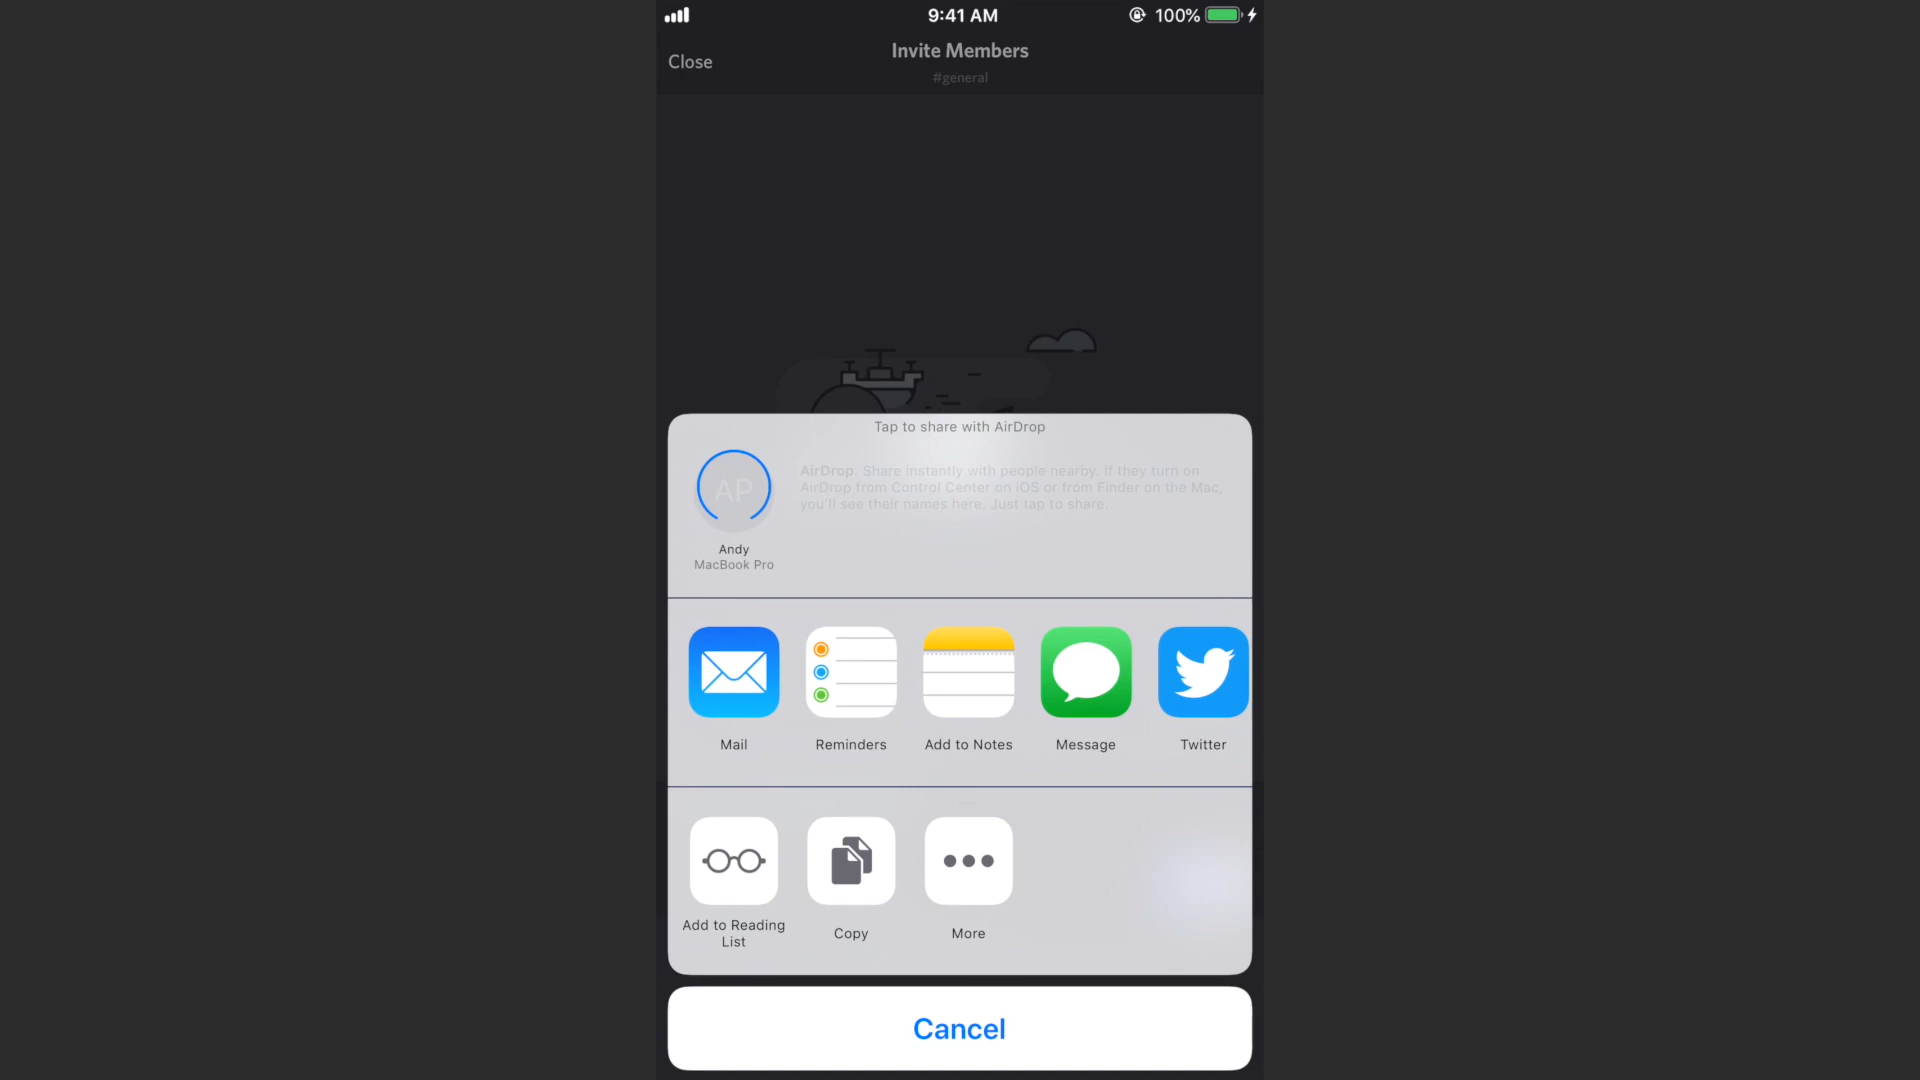 9:41 AM
100%
Close
Invite Members
#general
Tap to share with AirDrop
AP
AirDrop. Share instantly with people nearby. If they turn on
AirDrop from Control Center on iOS or from Finder on the Mac,
you'll see their names here. Just tap to share.
Andy
MacBook Pro
Mail
Reminders
Add to Notes
Message
Twitter
Add to Reading
List
Copy
More
Cancel